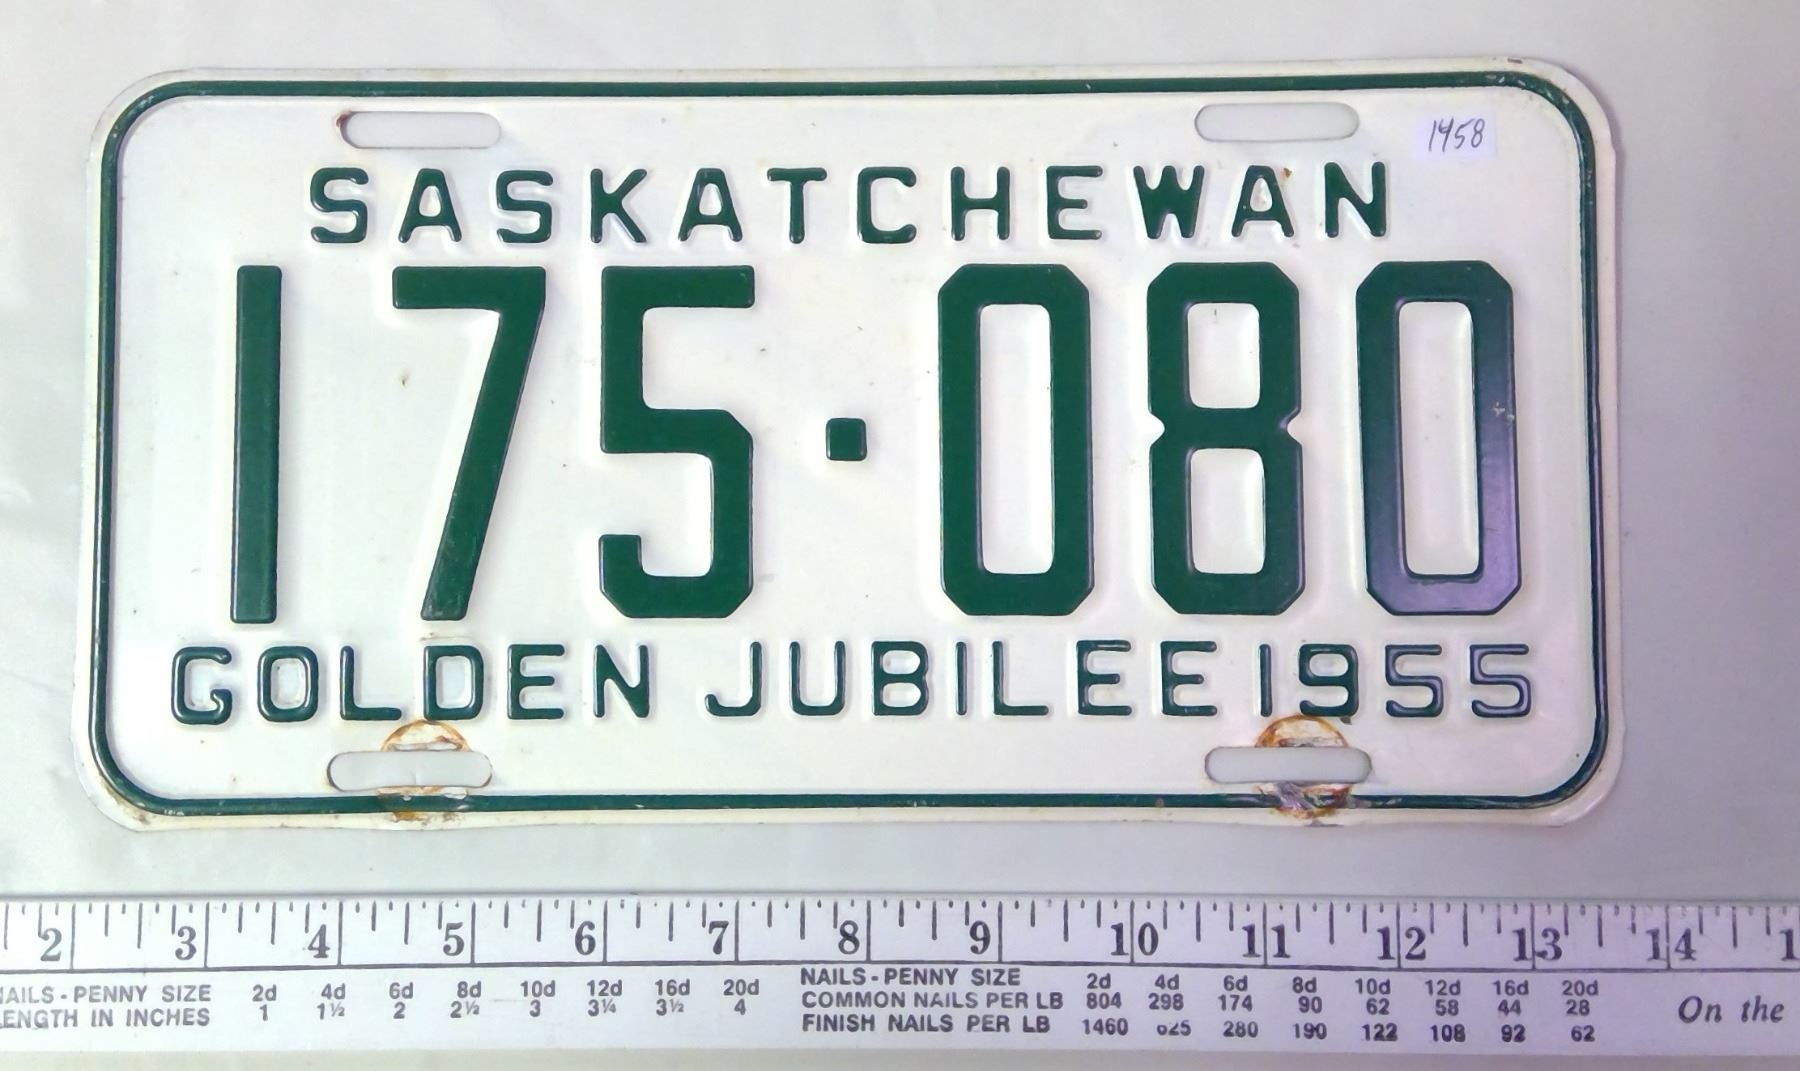 1458
SASKATCHEWAN
175·080
GOLDEN JUBILEE 1955
2 3 4 5 6 7 8 9 10 11 12 13 14
NAILS - PENNY SIZE 2d 4d 6d 8d 10d 12d 16d 20d
LENGTH IN INCHES 1 1½ 2 2½ 3 3¼ 3½ 4
NAILS - PENNY SIZE 2d 4d 6d 8d 10d 12d 16d 20d
COMMON NAILS PER LB 804 298 174 90 62 58 44 28
FINISH NAILS PER LB 1460 625 280 190 122 108 92 62
On the